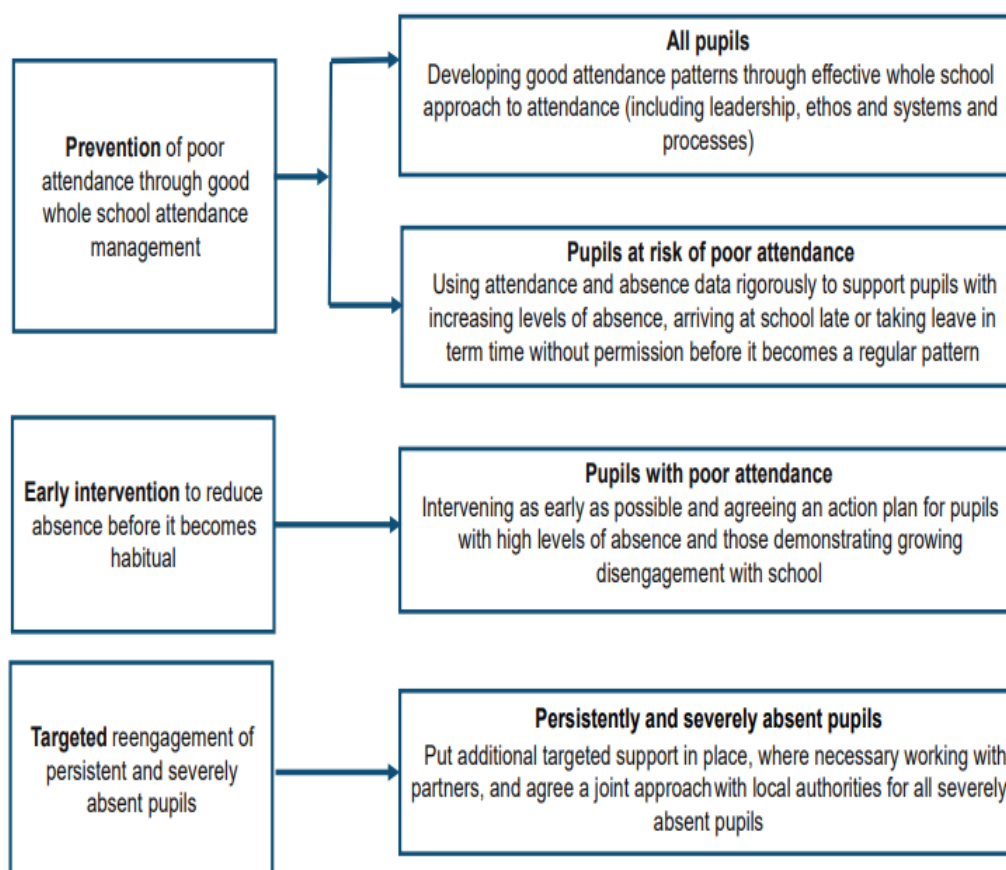 Prevention of poor
attendance through good
whole school attendance
management
All pupils
Developing good attendance patterns through effective whole school
approach to attendance (including leadership, ethos and systems and
processes)
Pupils at risk of poor attendance
Using attendance and absence data rigorously to support pupils with
increasing levels of absence, arriving at school late or taking leave in
term time without permission before it becomes a regular pattern
Early intervention to reduce
absence before it becomes
habitual
Pupils with poor attendance
Intervening as early as possible and agreeing an action plan for pupils
with high levels of absence and those demonstrating growing
disengagement with school
Targeted reengagement of
persistent and severely
absent pupils
Persistently and severely absent pupils
Put additional targeted support in place, where necessary working with
partners, and agree a joint approach with local authorities for all severely
absent pupils